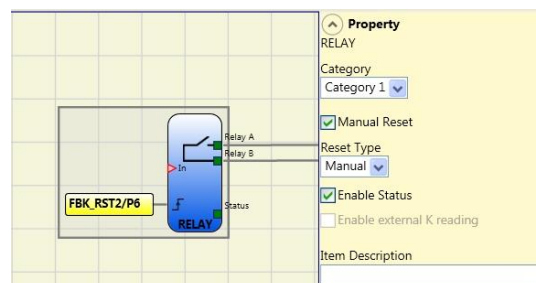 Relay A
Relay B
In
FBK_RST2/P6
Status
RELAY
Property
RELAY
Category
Category 1
Manual Reset
Reset Type
Manual
Enable Status
Enable external K reading
Item Description